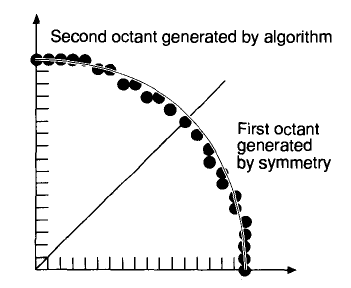 Second octant generated by algorithm
First octant
generated
by symmetry